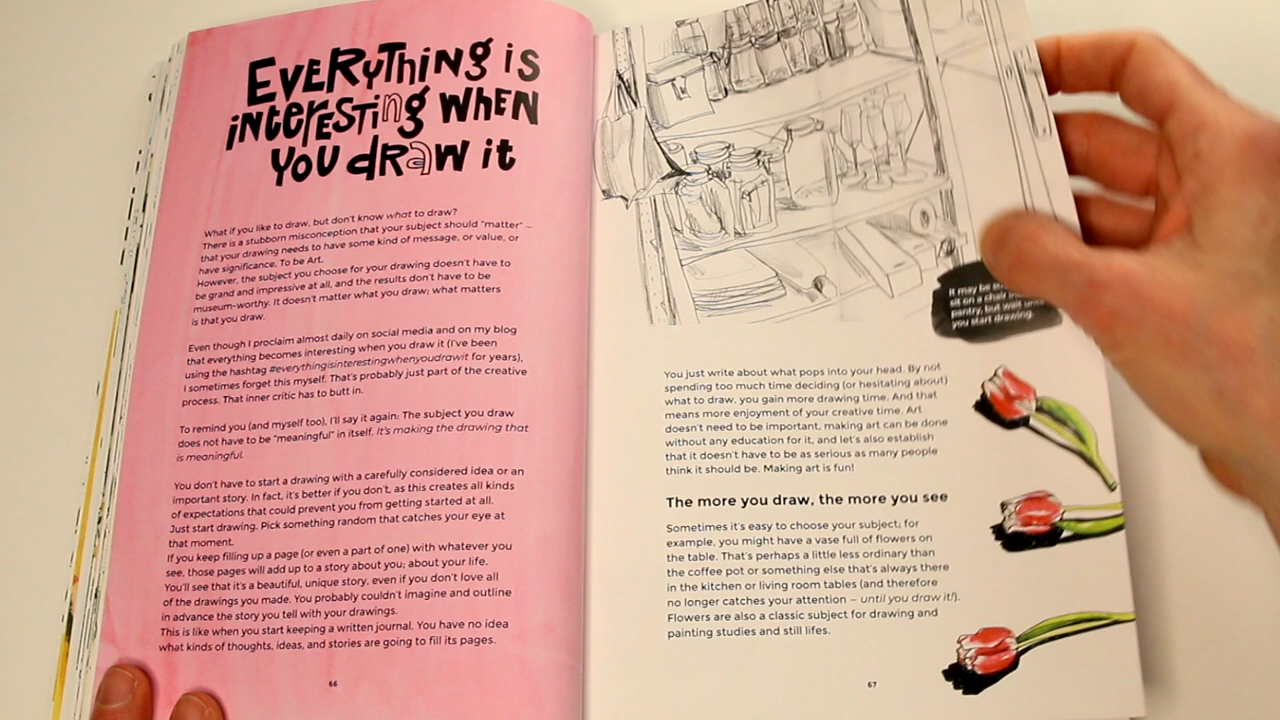 EVERYThiNg iS
iNteresting wheN
you draw it
What if you like to draw, but don't know what to draw?
There is a stubborn misconception that your subject should "matter" –
that your drawing needs to have some kind of message, or value, or
have significance. To be Art.
However, the subject you choose for your drawing doesn't have to
be grand and impressive at all, and the results don't have to be
museum-worthy. It doesn't matter what you draw; what matters
is that you draw.
Even though I proclaim almost daily on social media and on my blog
that everything becomes interesting when you draw it (I've been
using the hashtag #everythingisinterestingwhenyoudrawit for years),
I sometimes forget this myself. That's probably just part of the creative
process. That inner critic has to butt in.
To remind you (and myself too), I'll say it again: The subject you draw
does not have to be "meaningful" in itself. It's making the drawing that
is meaningful.
You don't have to start a drawing with a carefully considered idea or an
important story. In fact, it's better if you don't, as this creates all kinds
of expectations that could prevent you from getting started at all.
Just start drawing. Pick something random that catches your eye at
that moment.
If you keep filling up a page (or even a part of one) with whatever you
see, those pages will add up to a story about you; about your life.
You'll see that it's a beautiful, unique story, even if you don't love all
of the drawings you made. You probably couldn't imagine and outline
in advance the story you tell with your drawings.
This is like when you start keeping a written journal. You have no idea
what kinds of thoughts, ideas, and stories are going to fill its pages.
66
It may be
sit on a chair
pantry, but wait
you start drawing.
You just write about what pops into your head. By not
spending too much time deciding (or hesitating about)
what to draw, you gain more drawing time. And that
means more enjoyment of your creative time. Art
doesn't need to be important, making art can be done
without any education for it, and let's also establish
that it doesn't have to be as serious as many people
think it should be. Making art is fun!
The more you draw, the more you see
Sometimes it's easy to choose your subject; for
example, you might have a vase full of flowers on
the table. That's perhaps a little less ordinary than
the coffee pot or something else that's always there
in the kitchen or living room tables (and therefore
no longer catches your attention – until you draw it!).
Flowers are also a classic subject for drawing and
painting studies and still lifes.
67